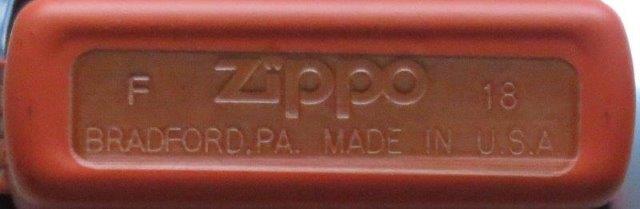 F Zippo 18
BRADFORD,PA. MADE IN U.S.A